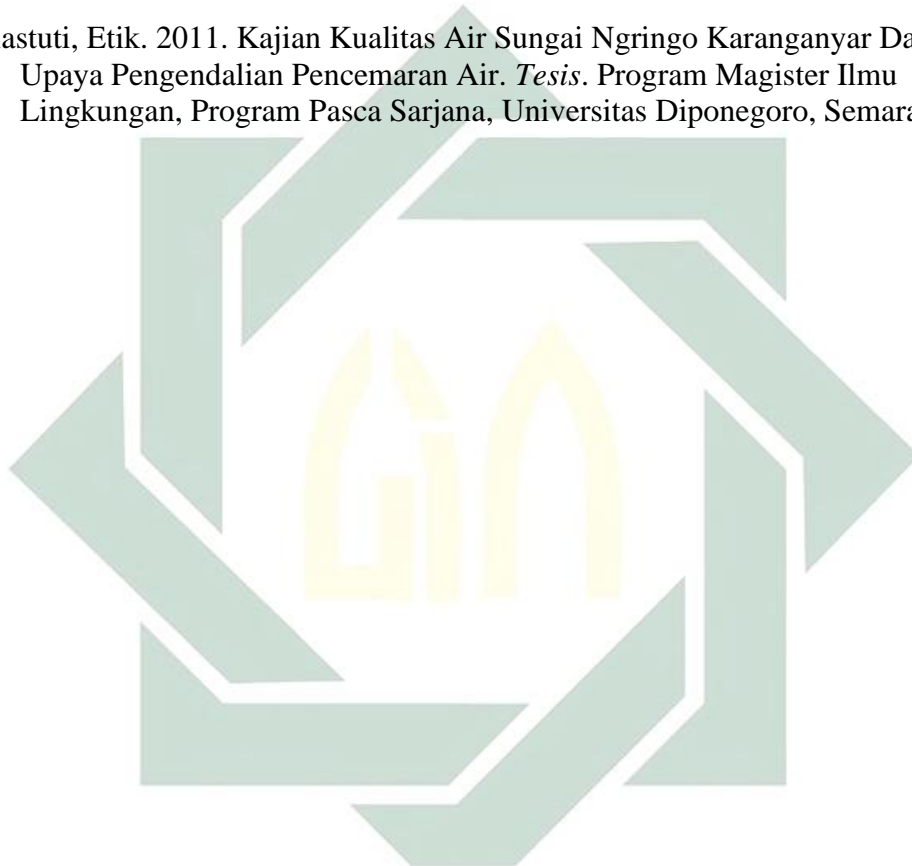 astuti, Etik. 2011. Kajian Kualitas Air Sungai Ngringo Karanganyar Da
Upaya Pengendalian Pencemaran Air. Tesis. Program Magister Ilmu
Lingkungan, Program Pasca Sarjana, Universitas Diponegoro, Semara